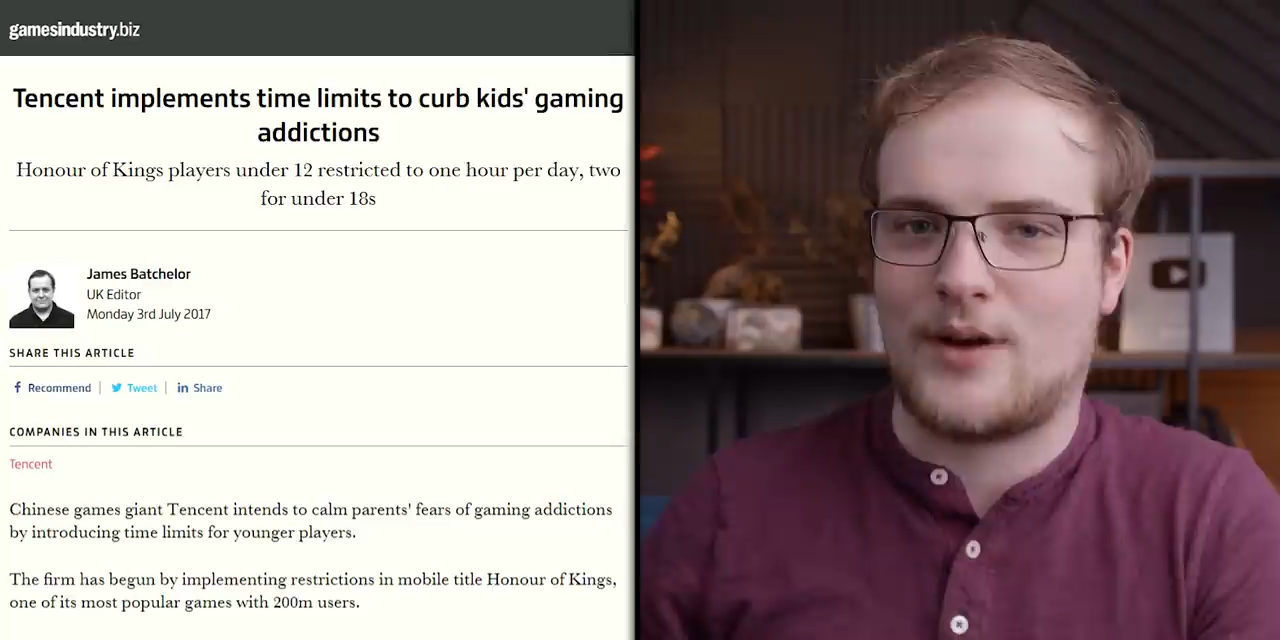 gamesindustry.biz
Tencent implements time limits to curb kids' gaming
addictions
Honour of Kings players under 12 restricted to one hour per day, two
for under 18s
James Batchelor
UK Editor
Monday 3rd July 2017
SHARE THIS ARTICLE
Recommend | Tweet | Share
COMPANIES IN THIS ARTICLE
Tencent
Chinese games giant Tencent intends to calm parents' fears of gaming addictions
by introducing time limits for younger players.
The firm has begun by implementing restrictions in mobile title Honour of Kings,
one of its most popular games with 200m users.